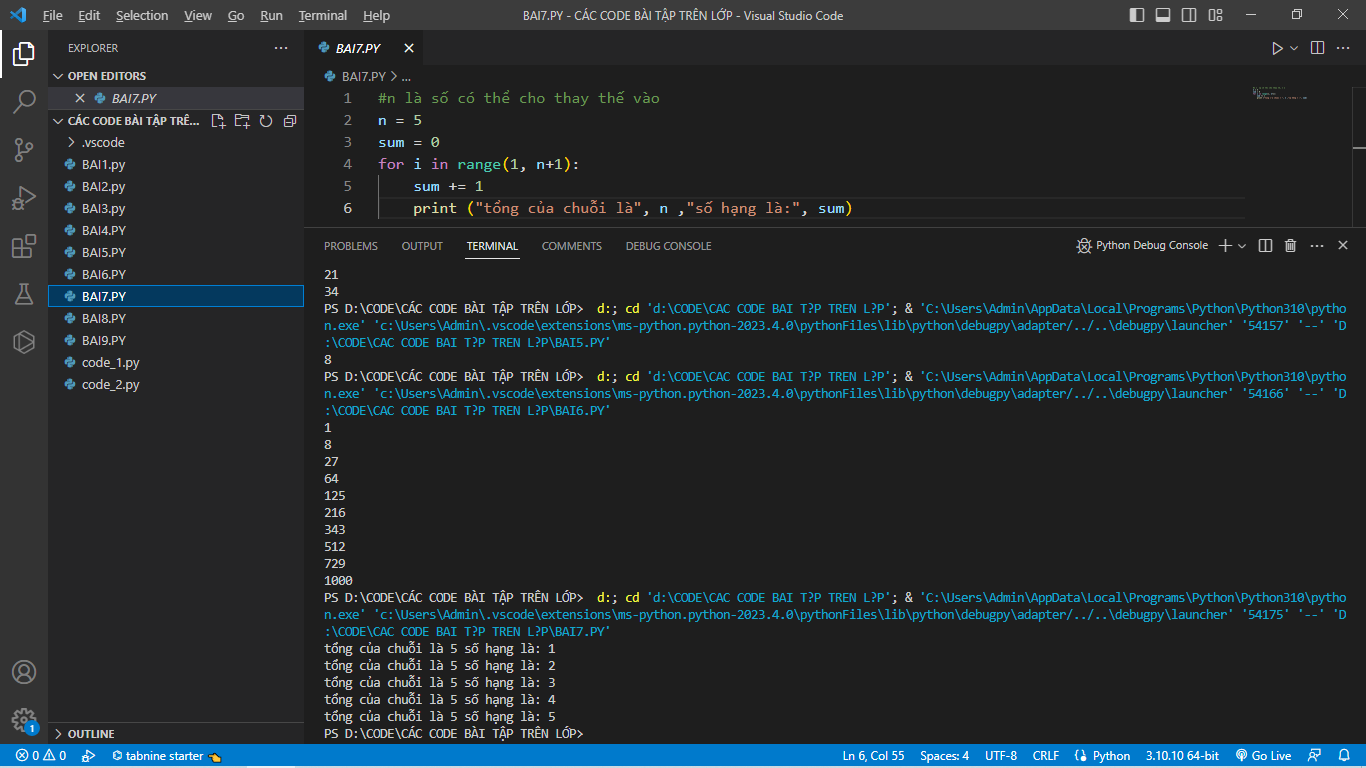 File Edit Selection View Go Run Terminal Help BAI7.PY - CÁC CODE BÀI TẬP TRÊN LỚP - Visual Studio Code
EXPLORER
OPEN EDITORS
BAI7.PY
CÁC CODE BÀI TẬP TRÊ...
.vscode
BAI1.py
BAI2.py
BAI3.py
BAI4.PY
BAI5.PY
BAI6.PY
BAI7.PY
BAI8.PY
BAI9.PY
code_1.py
code_2.py
OUTLINE
BAI7.PY
BAI7.PY > ...
1 #n là số có thể cho thay thế vào
2 n = 5
3 sum = 0
4 for i in range(1, n+1):
5 sum += 1
6 print ("tổng của chuỗi là", n ,"số hạng là:", sum)
PROBLEMS OUTPUT TERMINAL COMMENTS DEBUG CONSOLE Python Debug Console
21
34
PS D:\CODE\CÁC CODE BÀI TẬP TRÊN LỚP> d:; cd 'd:\CODE\CAC CODE BAI T?P TREN L?P'; & 'C:\Users\Admin\AppData\Local\Programs\Python\Python310\pytho
n.exe' 'c:\Users\Admin\.vscode\extensions\ms-python.python-2023.4.0\pythonFiles\lib\python\debugpy\adapter/../..\debugpy\launcher' '54157' '--' 'D
:\CODE\CAC CODE BAI T?P TREN L?P\BAI5.PY'
8
PS D:\CODE\CÁC CODE BÀI TẬP TRÊN LỚP> d:; cd 'd:\CODE\CAC CODE BAI T?P TREN L?P'; & 'C:\Users\Admin\AppData\Local\Programs\Python\Python310\pytho
n.exe' 'c:\Users\Admin\.vscode\extensions\ms-python.python-2023.4.0\pythonFiles\lib\python\debugpy\adapter/../..\debugpy\launcher' '54166' '--' 'D
:\CODE\CAC CODE BAI T?P TREN L?P\BAI6.PY'
1
8
27
64
125
216
343
512
729
1000
PS D:\CODE\CÁC CODE BÀI TẬP TRÊN LỚP> d:; cd 'd:\CODE\CAC CODE BAI T?P TREN L?P'; & 'C:\Users\Admin\AppData\Local\Programs\Python\Python310\pytho
n.exe' 'c:\Users\Admin\.vscode\extensions\ms-python.python-2023.4.0\pythonFiles\lib\python\debugpy\adapter/../..\debugpy\launcher' '54175' '--' 'D
:\CODE\CAC CODE BAI T?P TREN L?P\BAI7.PY'
tổng của chuỗi là 5 số hạng là: 1
tổng của chuỗi là 5 số hạng là: 2
tổng của chuỗi là 5 số hạng là: 3
tổng của chuỗi là 5 số hạng là: 4
tổng của chuỗi là 5 số hạng là: 5
PS D:\CODE\CÁC CODE BÀI TẬP TRÊN LỚP>
1
0 0 tabnine starter Ln 6, Col 55 Spaces: 4 UTF-8 CRLF Python 3.10.10 64-bit Go Live